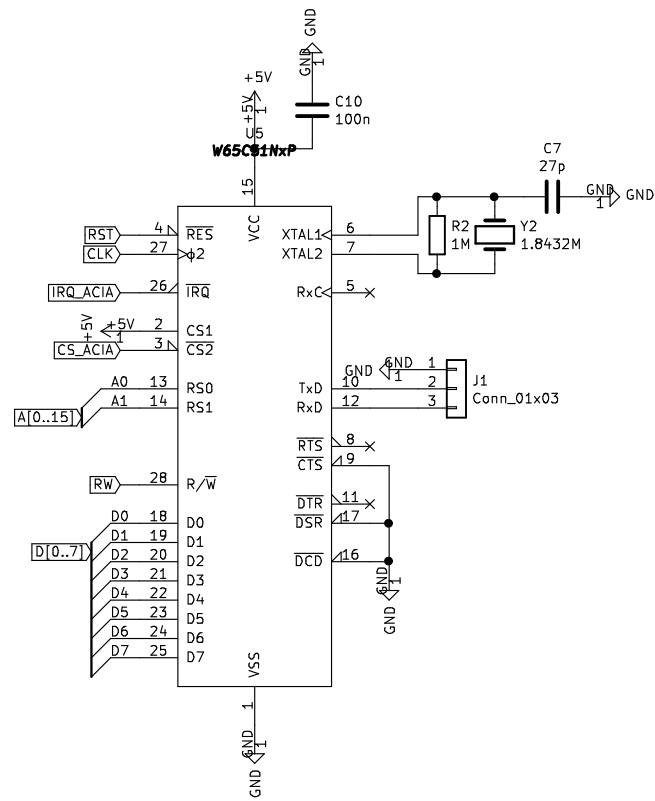 GND
GND
1
+5V
+5V
1
C10
100n
U5
W65C51NxP
15
VCC
C7
27p
GND
1
GND
RST
4
RES
XTAL1
6
R2
1M
Y2
1.8432M
CLK
27
ϕ2
XTAL2
7
IRQ_ACIA
26
IRQ
RxC
5
+5V
+5V
1
2
CS1
CS_ACIA
3
CS2
GND
GND
1
1
J1
Conn_01x03
A0
13
RS0
TxD
10
2
A[0..15]
A1
14
RS1
RxD
12
3
RTS
8
CTS
9
RW
28
R/W
DTR
11
D0
18
D0
DSR
17
D[0..7]
D1
19
D1
D2
20
D2
DCD
16
D3
21
D3
GND
1
GND
D4
22
D4
D5
23
D5
D6
24
D6
D7
25
D7
VSS
1
GND
1
GND